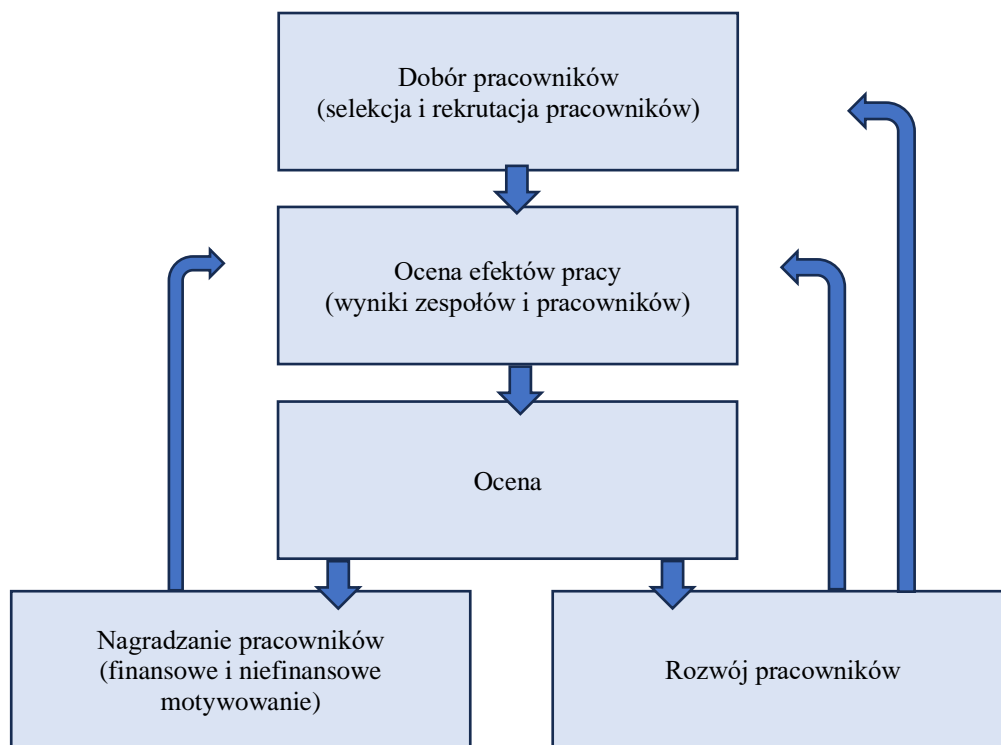 Dobór pracowników
(selekcja i rekrutacja pracowników)
Ocena efektów pracy
(wyniki zespołów i pracowników)
Ocena
Nagradzanie pracowników
(finansowe i niefinansowe
motywowanie)
Rozwój pracowników